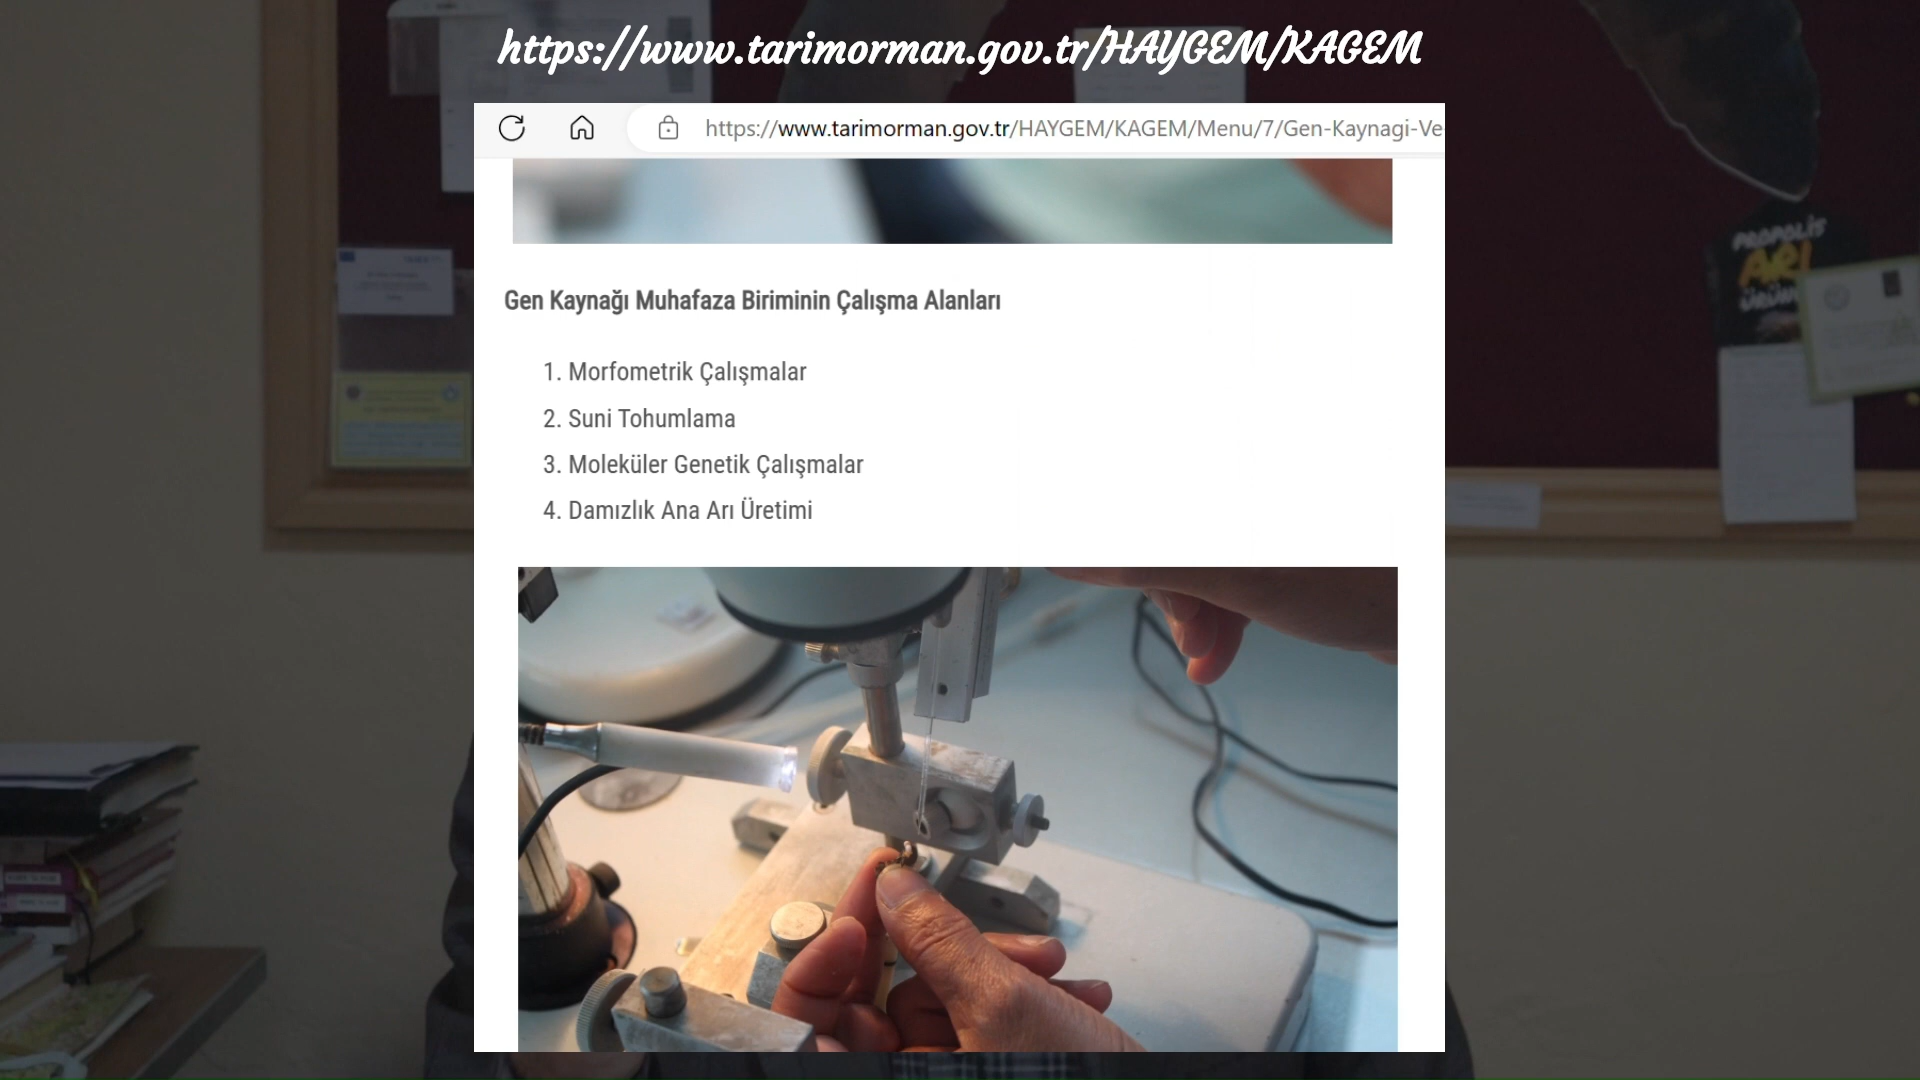 https://www.tarimorman.gov.tr/HAYGEM/KAGEM
https://www.tarimorman.gov.tr/HAYGEM/KAGEM/Menu/7/Gen-Kaynagi-Ve
Gen Kaynağı Muhafaza Biriminin Çalışma Alanları
1. Morfometrik Çalışmalar
2. Suni Tohumlama
3. Moleküler Genetik Çalışmalar
4. Damızlık Ana Arı Üretimi
PROPOLİS
ARI